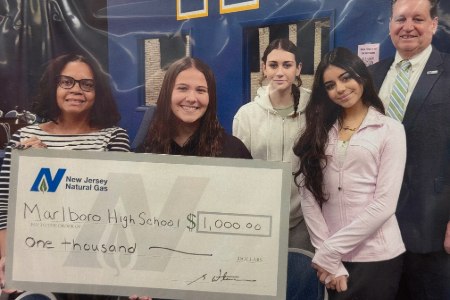 New Jersey
Natural Gas
Marlboro High School $ 1,000.00
One thousand
DOLLARS